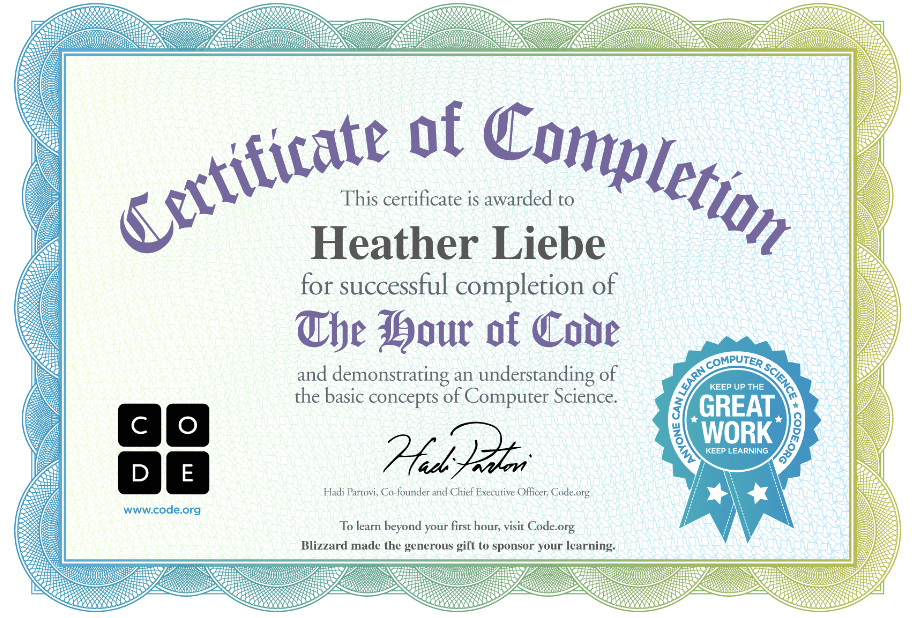 Certificate of Completion
This certificate is awarded to
Heather Liebe
for successful completion of
The Hour of Code
and demonstrating an understanding of
the basic concepts of Computer Science.
Hadi Partovi
Hadi Partovi, Co-founder and Chief Executive Officer, Code.org
To learn beyond your first hour, visit Code.org
Blizzard made the generous gift to sponsor your learning.
C O
D E
www.code.org
ANYONE CAN LEARN COMPUTER SCIENCE ★ CODE.ORG
KEEP UP THE
GREAT
WORK
KEEP LEARNING